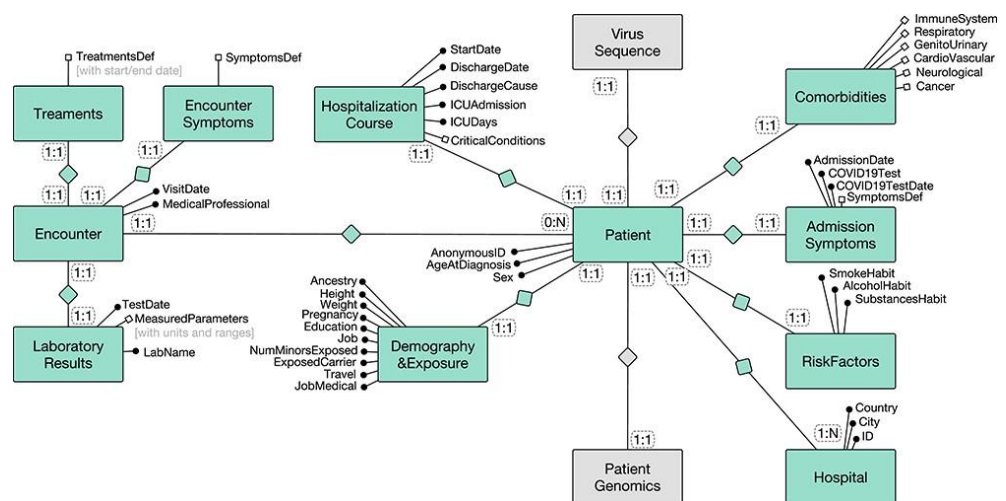 TreatmentsDef
[with start/end date]
SymptomsDef
Treaments
Encounter
Symptoms
1:1
1:1
1:1
1:1
Encounter
VisitDate
MedicalProfessional
1:1
1:1
1:1
Laboratory
Results
TestDate
MeasuredParameters
[with units and ranges]
LabName
Hospitalization
Course
StartDate
DischargeDate
DischargeCause
ICUAdmission
ICUDays
CriticalConditions
1:1
1:1
Virus
Sequence
1:1
1:1
Comorbidities
ImmuneSystem
Respiratory
GenitoUrinary
CardioVascular
Neurological
Cancer
1:1
1:1
0:N
Patient
AnonymousID
AgeAtDiagnosis
Sex
1:1
1:1
Admission
Symptoms
AdmissionDate
COVID19Test
COVID19TestDate
SymptomsDef
1:1
1:1
1:1
1:1
Demography
&Exposure
Ancestry
Height
Weight
Pregnancy
Education
Job
NumMinorsExposed
ExposedCarrier
Travel
JobMedical
1:1
1:1
SmokeHabit
AlcoholHabit
SubstancesHabit
1:1
RiskFactors
1:1
Patient
Genomics
Country
City
ID
1:N
Hospital